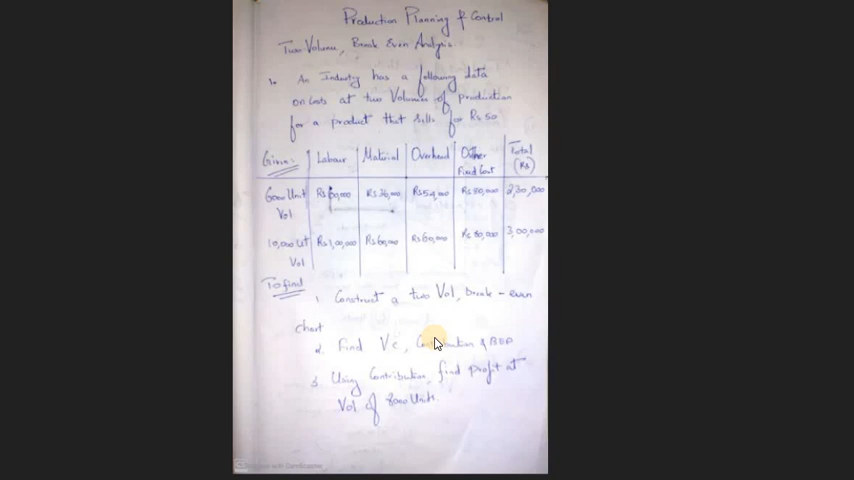 Production Planning & Control
Two Volume, Break Even Analysis.
1. An Industry has a following data
on costs at two Volumes of production
for a product that sells for Rs 50
Given: Labour Material Overhead Other Fixed Cost Total (Rs)
6000 Unit Vol Rs 60,000 Rs 36,000 Rs 54,000 Rs 80,000 2,30,000
10,000 Ut Vol Rs 1,00,000 Rs 60,000 Rs 60,000 Rs 80,000 3,00,000
To find
1. Construct a two Vol, break - even
chart
2. Find Vc, Contribution & BEP
3. Using Contribution, find profit at
Vol of 8000 Units.